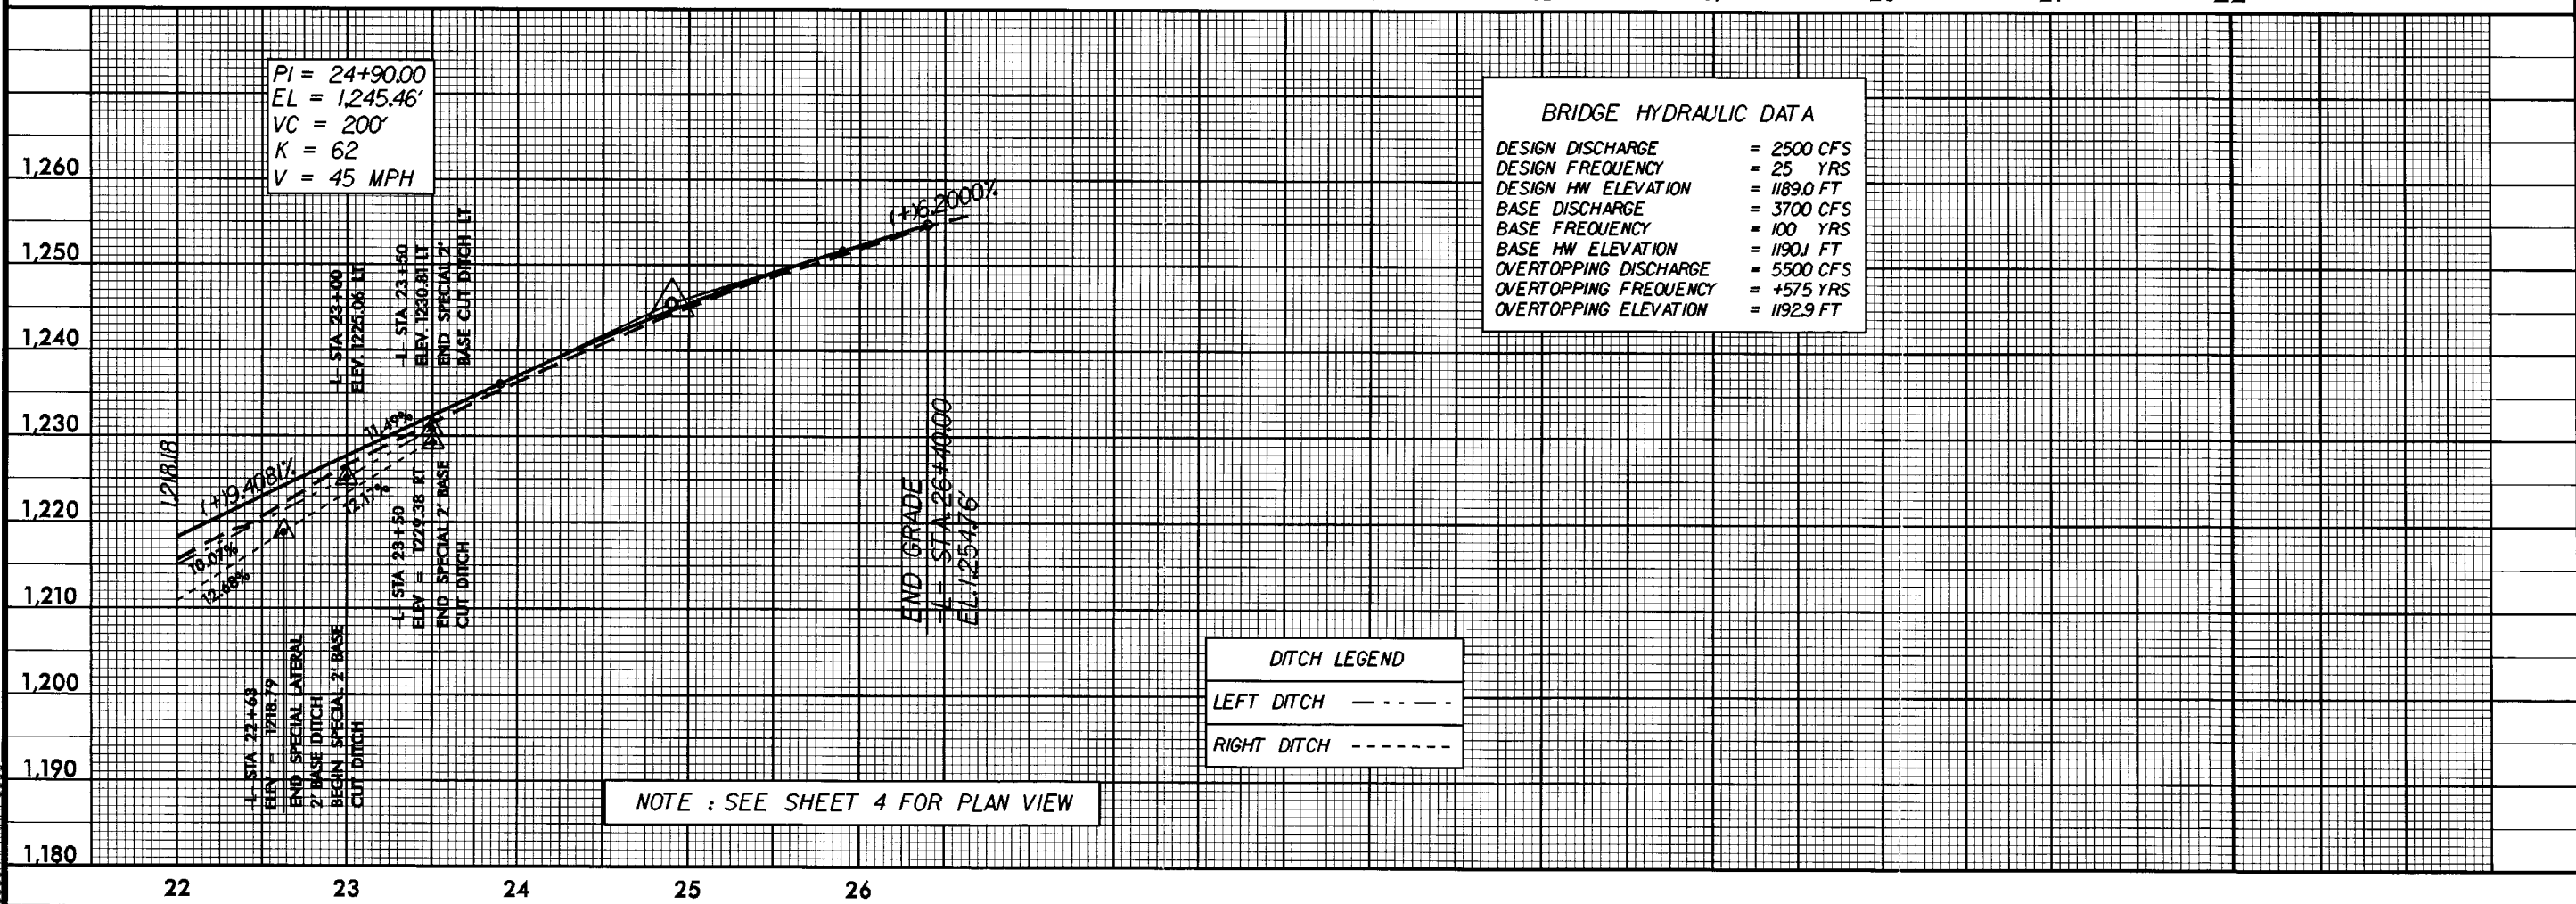 PI = 24+90.00
EL = 1,245.46'
VC = 200'
K = 62
V = 45 MPH
BRIDGE HYDRAULIC DATA
DESIGN DISCHARGE = 2500 CFS
DESIGN FREQUENCY = 25 YRS
DESIGN HW ELEVATION = 1189.0 FT
BASE DISCHARGE = 3700 CFS
BASE FREQUENCY = 100 YRS
BASE HW ELEVATION = 1190.1 FT
OVERTOPPING DISCHARGE = 5500 CFS
OVERTOPPING FREQUENCY = +575 YRS
OVERTOPPING ELEVATION = 1192.9 FT
1,260
1,250
1,240
1,230
1,220
1,210
1,200
1,190
1,180
(+)6.2000%
-L- STA 23+00
ELEV. 1225.06 LT
-L- STA 23+50
ELEV. 1230.81 LT
END SPECIAL 2'
BASE CUT DITCH LT
1,218.18
(+)9.4081%
11.49%
12.17%
10.07%
12.68%
-L- STA 23+50
ELEV = 1229.38 RT
END SPECIAL 2' BASE
CUT DITCH
END GRADE
-L- STA.26+40.00
EL.1,254.76'
-L- STA 22+63
ELEV = 1218.79
END SPECIAL LATERAL
2' BASE DITCH
BEGIN SPECIAL 2' BASE
CUT DITCH
DITCH LEGEND
LEFT DITCH
RIGHT DITCH
NOTE : SEE SHEET 4 FOR PLAN VIEW
22 23 24 25 26